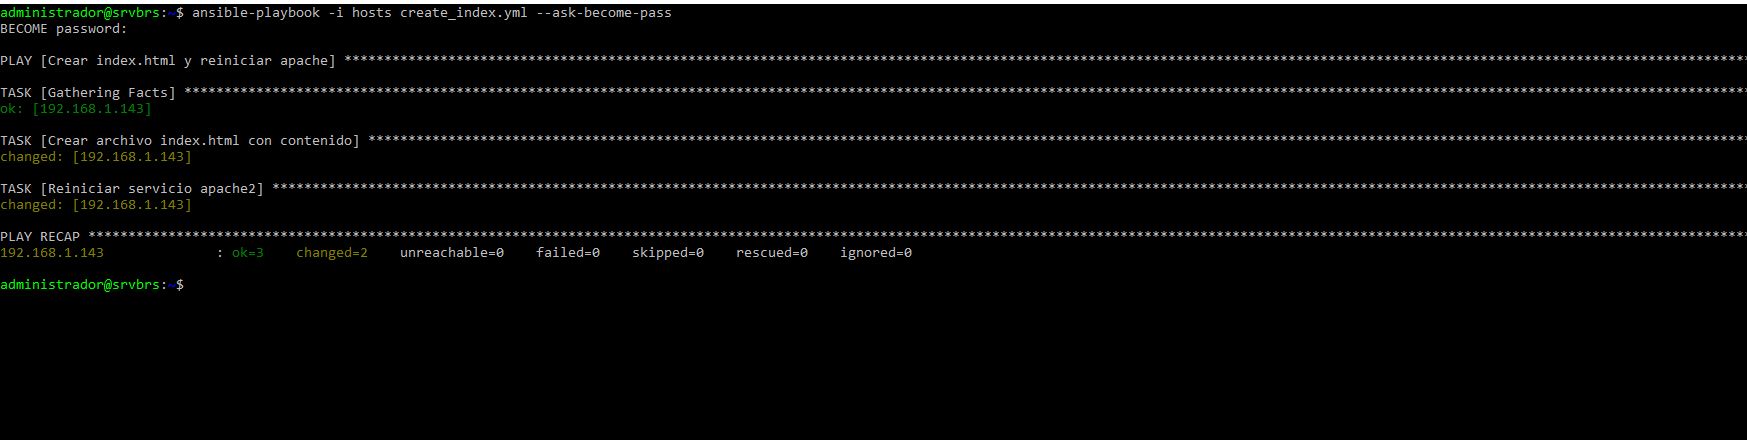 administrador@srvbrs:~$ ansible-playbook -i hosts create_index.yml --ask-become-pass
BECOME password:
PLAY [Crear index.html y reiniciar apache] ********************************************************************************************************************************************************************************
TASK [Gathering Facts] ****************************************************************************************************************************************************************************************************
ok: [192.168.1.143]
TASK [Crear archivo index.html con contenido] *****************************************************************************************************************************************************************************
changed: [192.168.1.143]
TASK [Reiniciar servicio apache2] *****************************************************************************************************************************************************************************************
changed: [192.168.1.143]
PLAY RECAP ****************************************************************************************************************************************************************************************************************
192.168.1.143 : ok=3 changed=2 unreachable=0 failed=0 skipped=0 rescued=0 ignored=0
administrador@srvbrs:~$